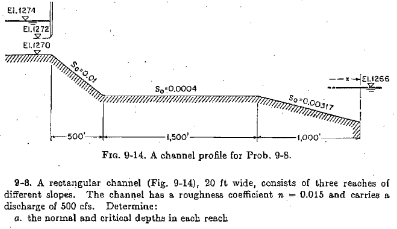 El.1274
El.1272
El.1270
S₀=0.01
S₀=0.0004
x
El.1266
S₀=0.00317
500'
1,500'
1,000'
FIG. 9-14. A channel profile for Prob. 9-8.
9-8. A rectangular channel (Fig. 9-14), 20 ft wide, consists of three reaches of
different slopes. The channel has a roughness coefficient n = 0.015 and carries a
discharge of 500 cfs. Determine:
a. the normal and critical depths in each reach